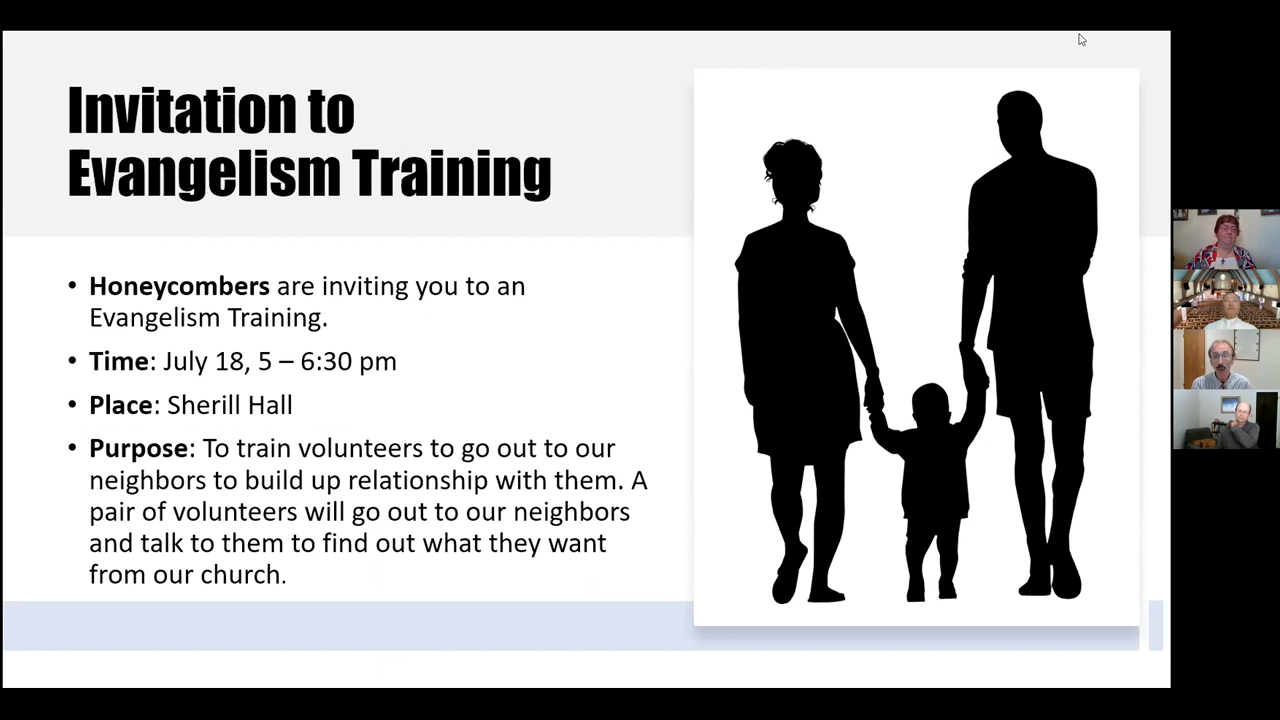 Invitation to
Evangelism Training
• Honeycombers are inviting you to an
Evangelism Training.
• Time: July 18, 5 – 6:30 pm
• Place: Sherill Hall
• Purpose: To train volunteers to go out to our
neighbors to build up relationship with them. A
pair of volunteers will go out to our neighbors
and talk to them to find out what they want
from our church.